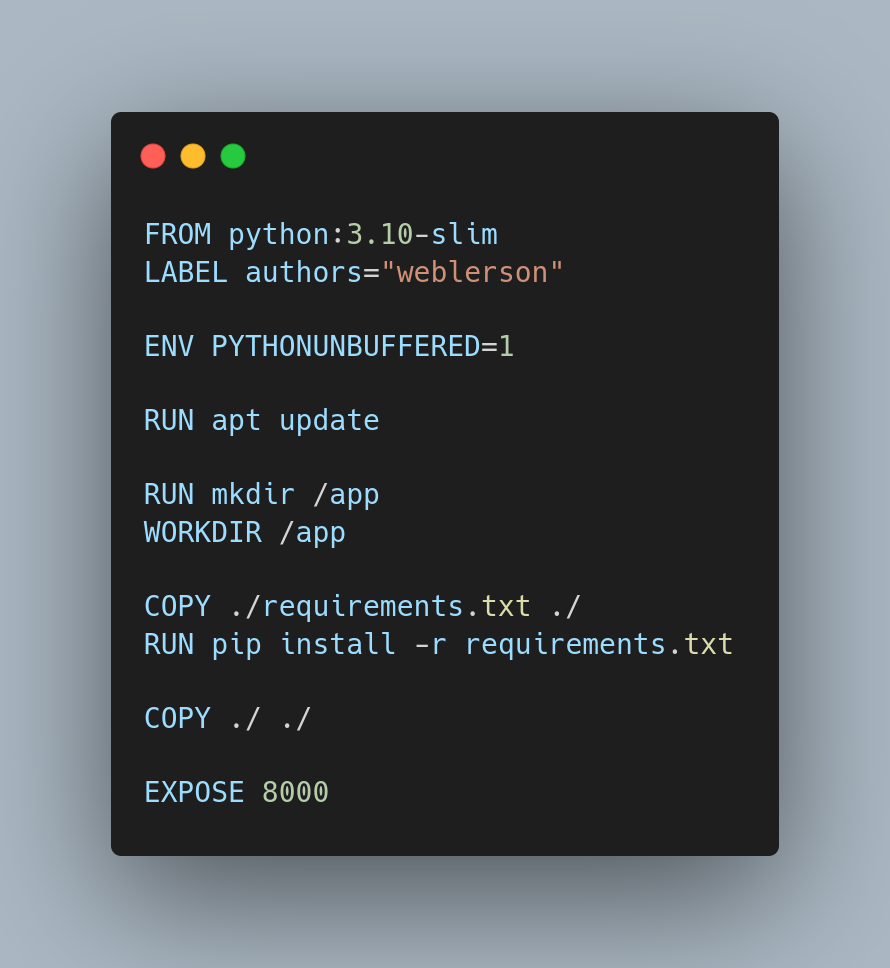 FROM python:3.10-slim
LABEL authors="weblerson"
ENV PYTHONUNBUFFERED=1
RUN apt update
RUN mkdir /app
WORKDIR /app
COPY ./requirements.txt ./
RUN pip install -r requirements.txt
COPY ./ ./
EXPOSE 8000